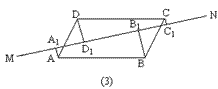 N
D C
B₁ C₁
A₁ D₁
M A B
(3)